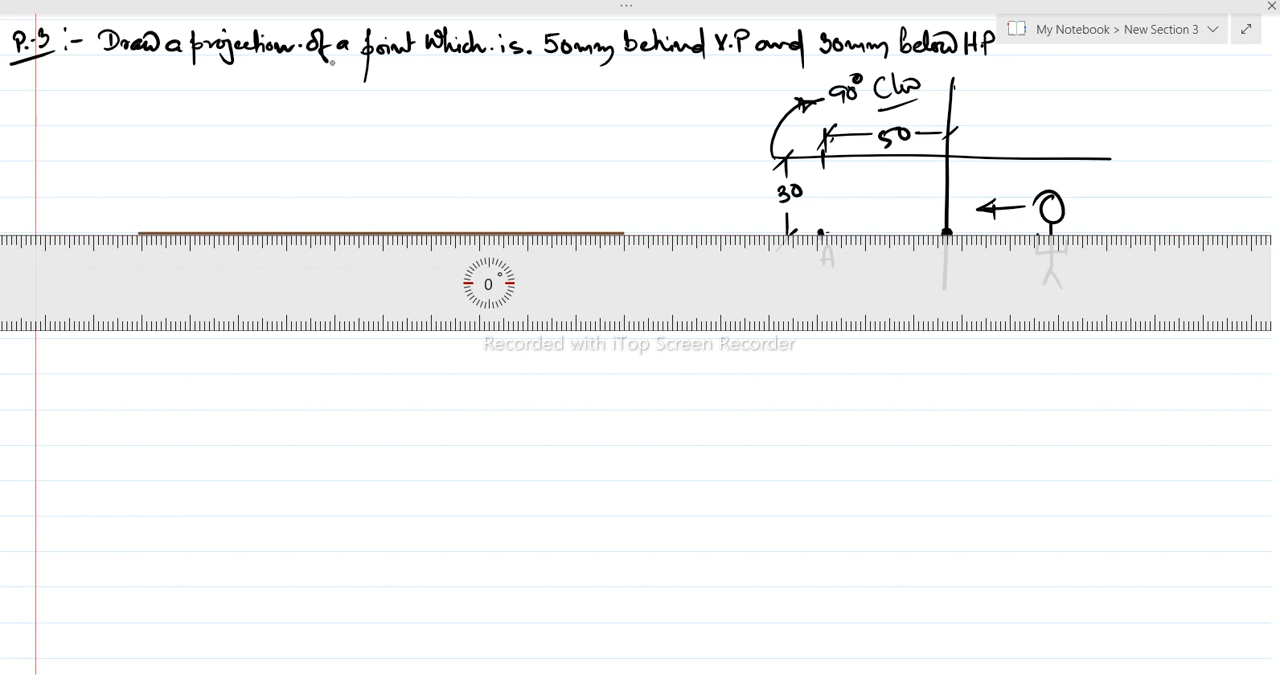 P.-3 :- Draw a projection of a point which is. 50mm behind V.P and 30mm below HP
My Notebook > New Section 3
90° Clw
50
30
A
0°
Recorded with iTop Screen Recorder